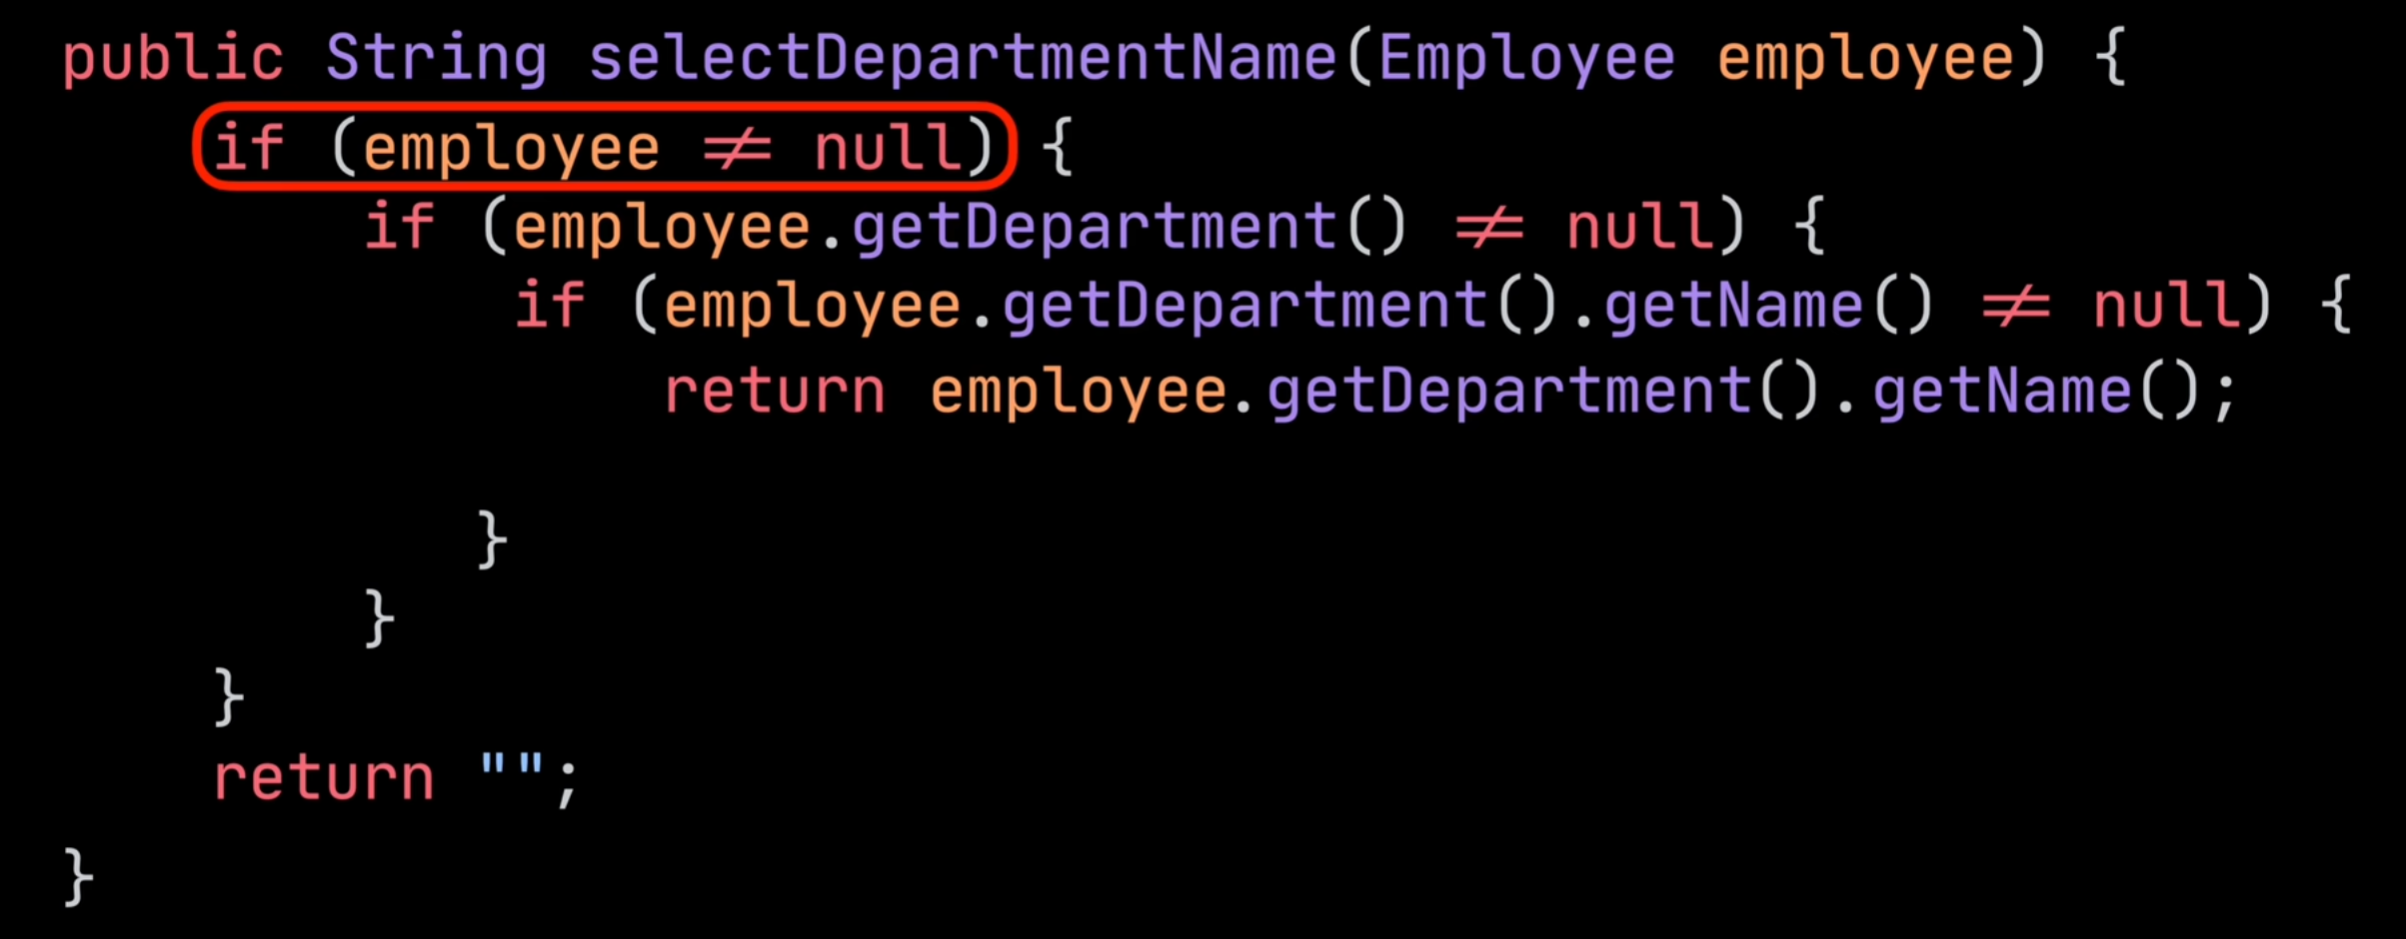 public String selectDepartmentName(Employee employee) {
if (employee ≠ null) {
if (employee.getDepartment() ≠ null) {
if (employee.getDepartment().getName() ≠ null) {
return employee.getDepartment().getName();
}
}
}
return "";
}